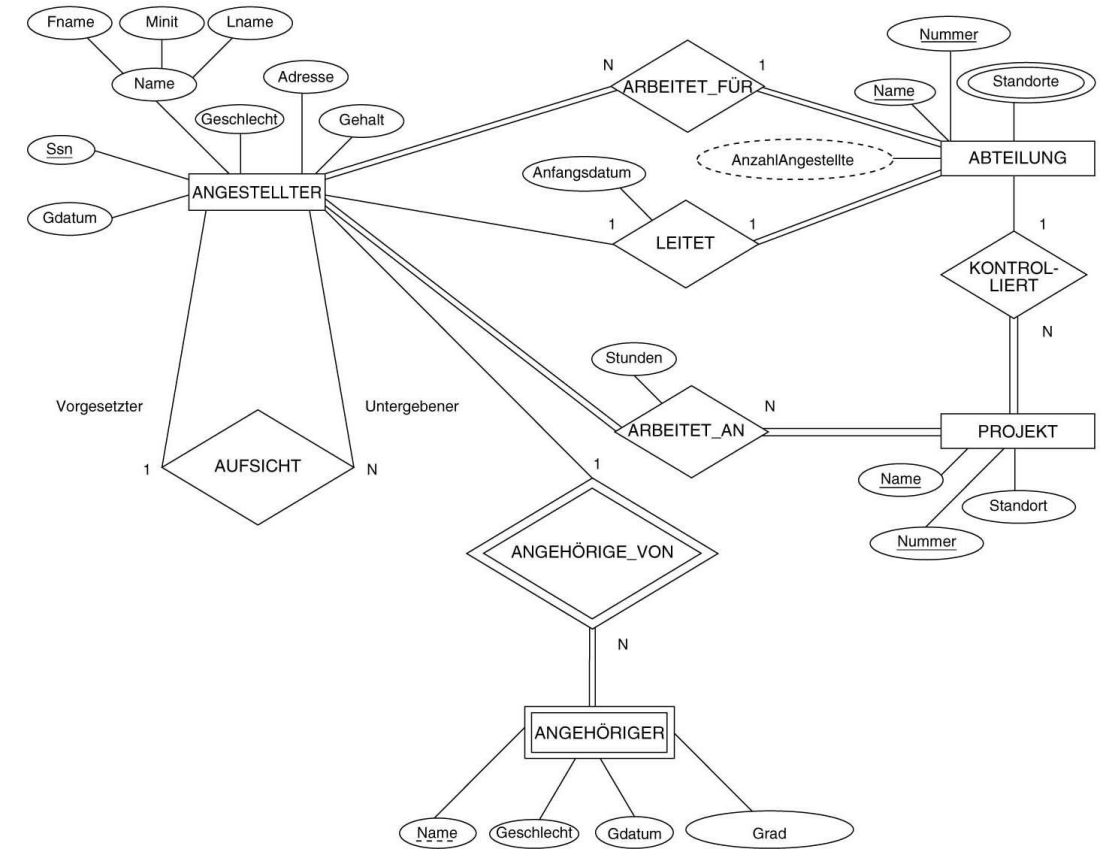 Fname
Minit
Lname
Name
Adresse
Geschlecht
Gehalt
Ssn
Gdatum
ANGESTELLTER
N
ARBEITET_FÜR
1
Nummer
Name
Standorte
AnzahlAngestellte
ABTEILUNG
Anfangsdatum
1
LEITET
1
1
KONTROL-
LIERT
N
Vorgesetzter
Untergebener
1
AUFSICHT
N
Stunden
ARBEITET_AN
N
PROJEKT
Name
Standort
Nummer
1
ANGEHÖRIGE_VON
N
ANGEHÖRIGER
Name
Geschlecht
Gdatum
Grad